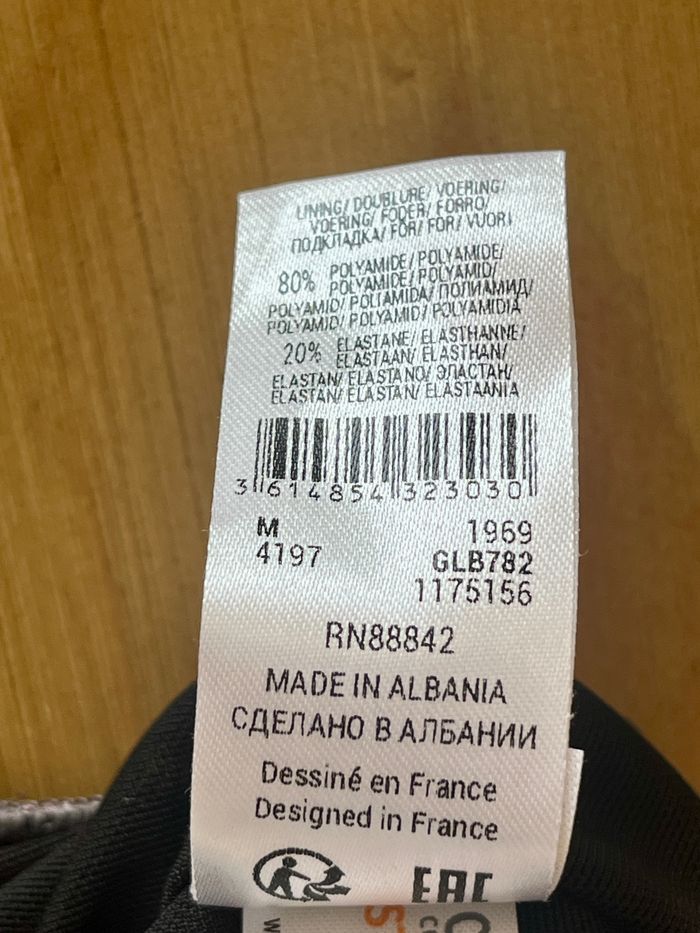 LINING/ DOUBLURE/ VOERING/
VOERING/ FODER/ FORRO/
ПОДКЛАДКА/ FÖR/ FÖR/ VUORI
80% POLYAMIDE/ POLYAMIDE/
POLYAMIDE/ POLYAMID/
POLYAMID/ POLIAMIDA/ ПОЛИАМИД/
POLYAMID/ POLYAMID/ POLYAMIDIA
20% ELASTANE/ ELASTHANNE/
ELASTAAN/ ELASTHAN/
ELASTAN/ ELASTANO/ ЭЛАСТАН/
ELASTAN/ ELASTAN/ ELASTAANIA
3 614854 323030
M 1969
4197 GLB782
1175156
RN88842
MADE IN ALBANIA
СДЕЛАНО В АЛБАНИИ
Dessiné en France
Designed in France
EAC